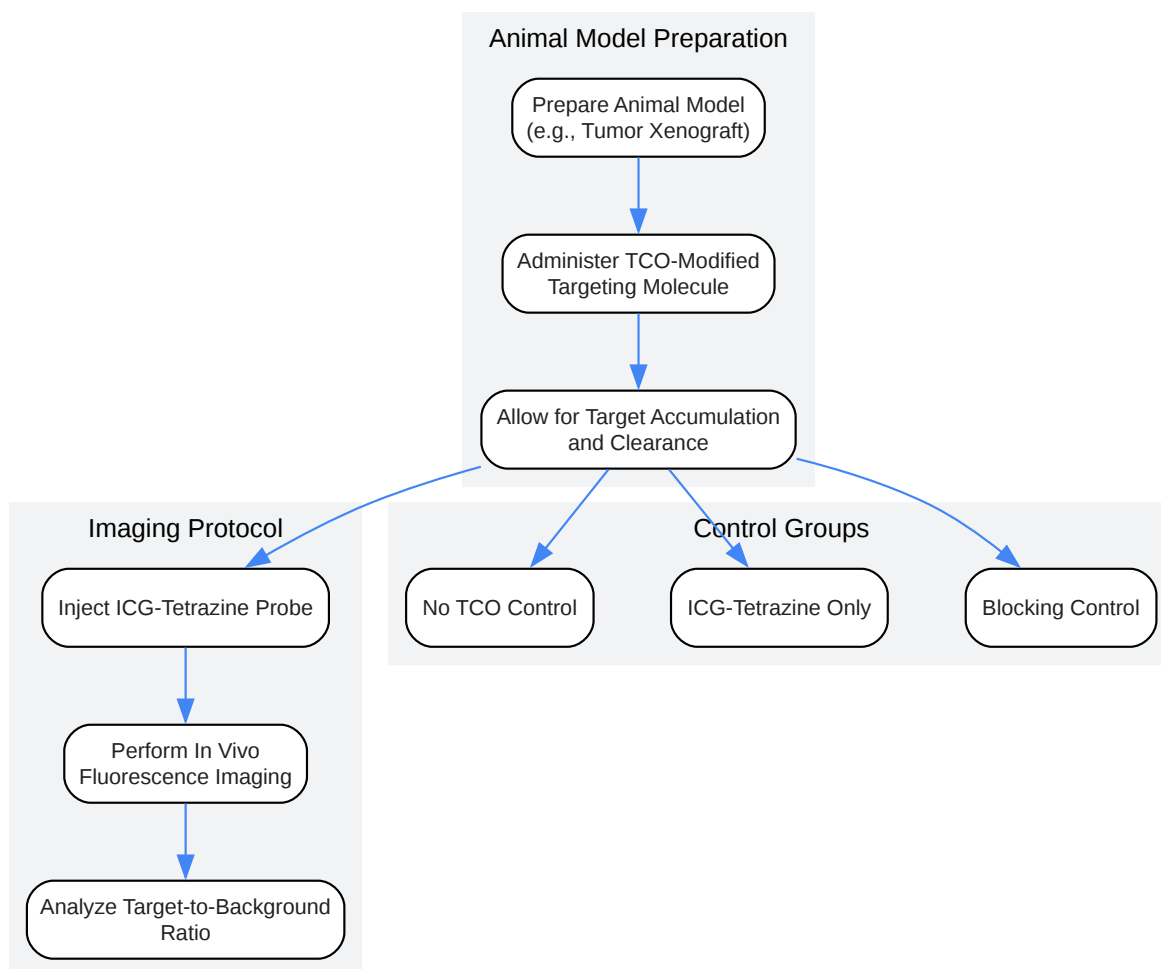 Animal Model Preparation
Prepare Animal Model
(e.g., Tumor Xenograft)
Administer TCO-Modified
Targeting Molecule
Allow for Target Accumulation
and Clearance
Imaging Protocol
Inject ICG-Tetrazine Probe
Perform In Vivo
Fluorescence Imaging
Analyze Target-to-Background
Ratio
Control Groups
No TCO Control
ICG-Tetrazine Only
Blocking Control